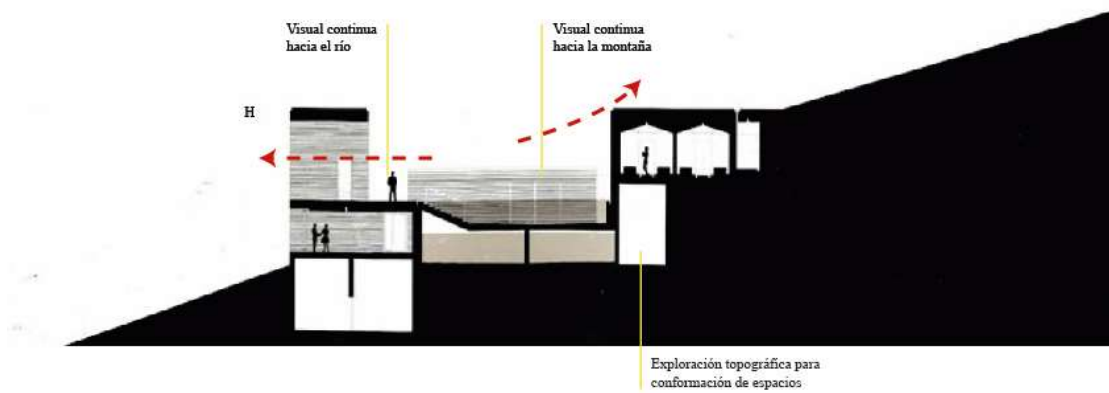 Visual continua
hacia el río
Visual continua
hacia la montaña
H
Exploración topográfica para
conformación de espacios